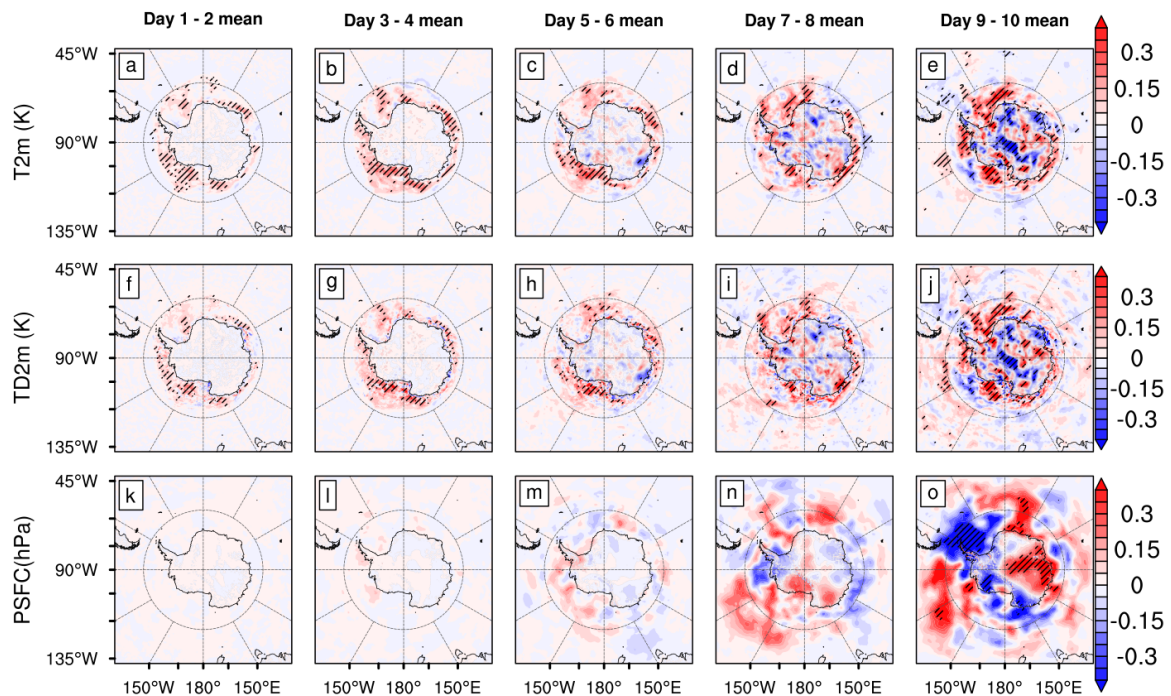 Day 1 - 2 mean Day 3 - 4 mean Day 5 - 6 mean Day 7 - 8 mean Day 9 - 10 mean
45°W a b c d e 0.3
T2m (K) 90°W 0.15
0
-0.15
135°W -0.3
45°W f g h i j 0.3
TD2m (K) 90°W 0.15
0
-0.15
135°W -0.3
45°W k l m n o 0.3
PSFC(hPa) 90°W 0.15
0
-0.15
135°W -0.3
150°W 180° 150°E 150°W 180° 150°E 150°W 180° 150°E 150°W 180° 150°E 150°W 180° 150°E